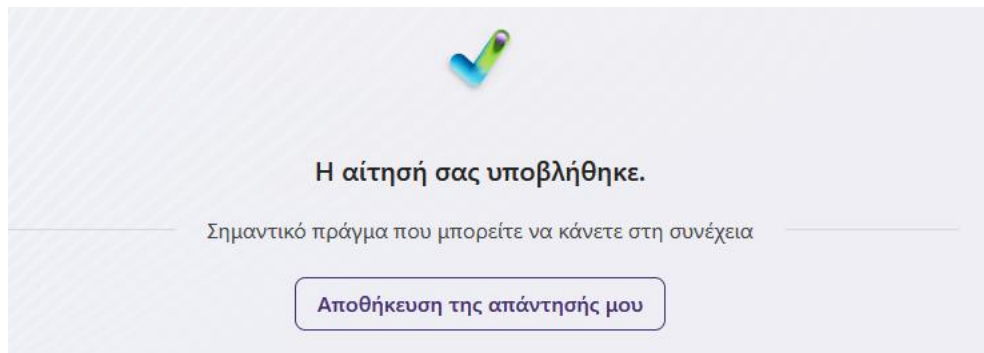 Η αίτησή σας υποβλήθηκε.
Σημαντικό πράγμα που μπορείτε να κάνετε στη συνέχεια
Αποθήκευση της απάντησής μου